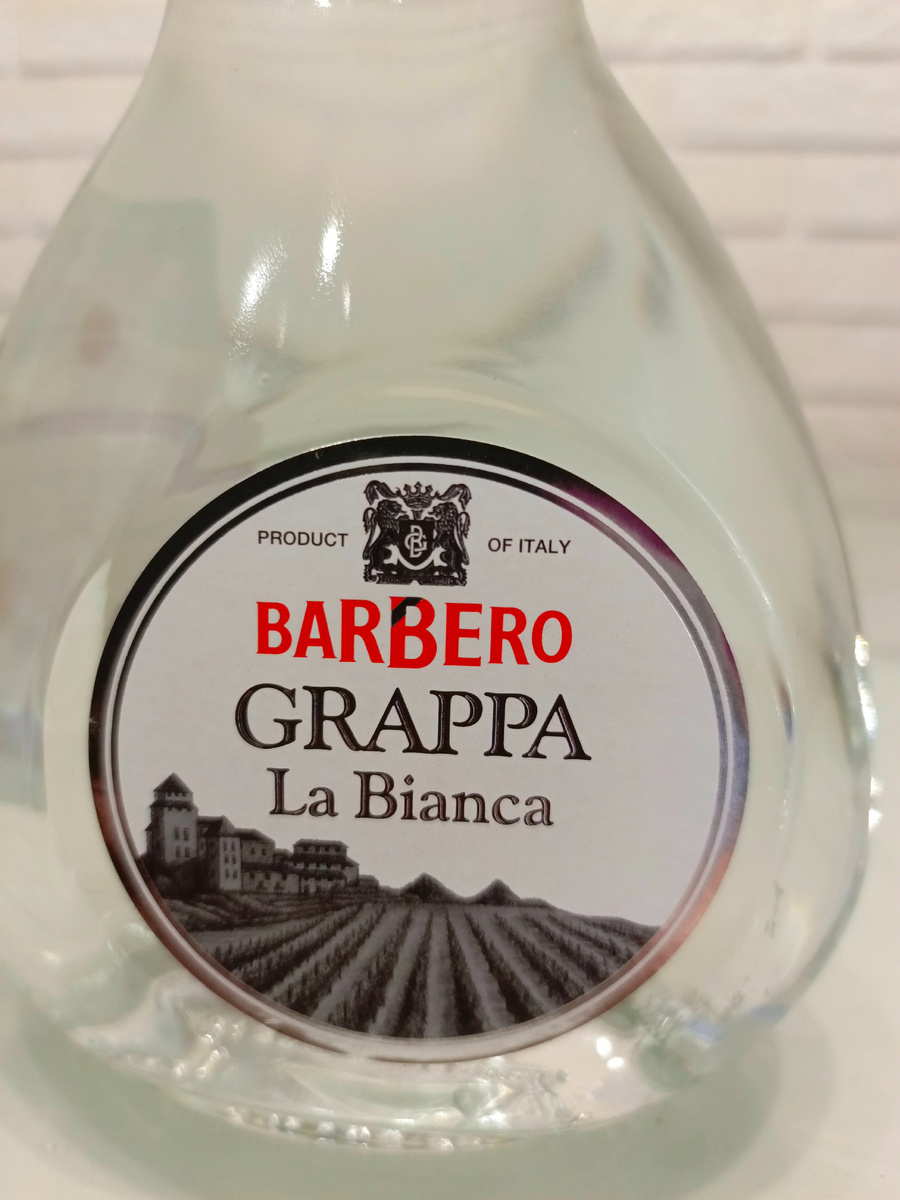 PRODUCT OF ITALY
BARBERO
GRAPPA
La Bianca